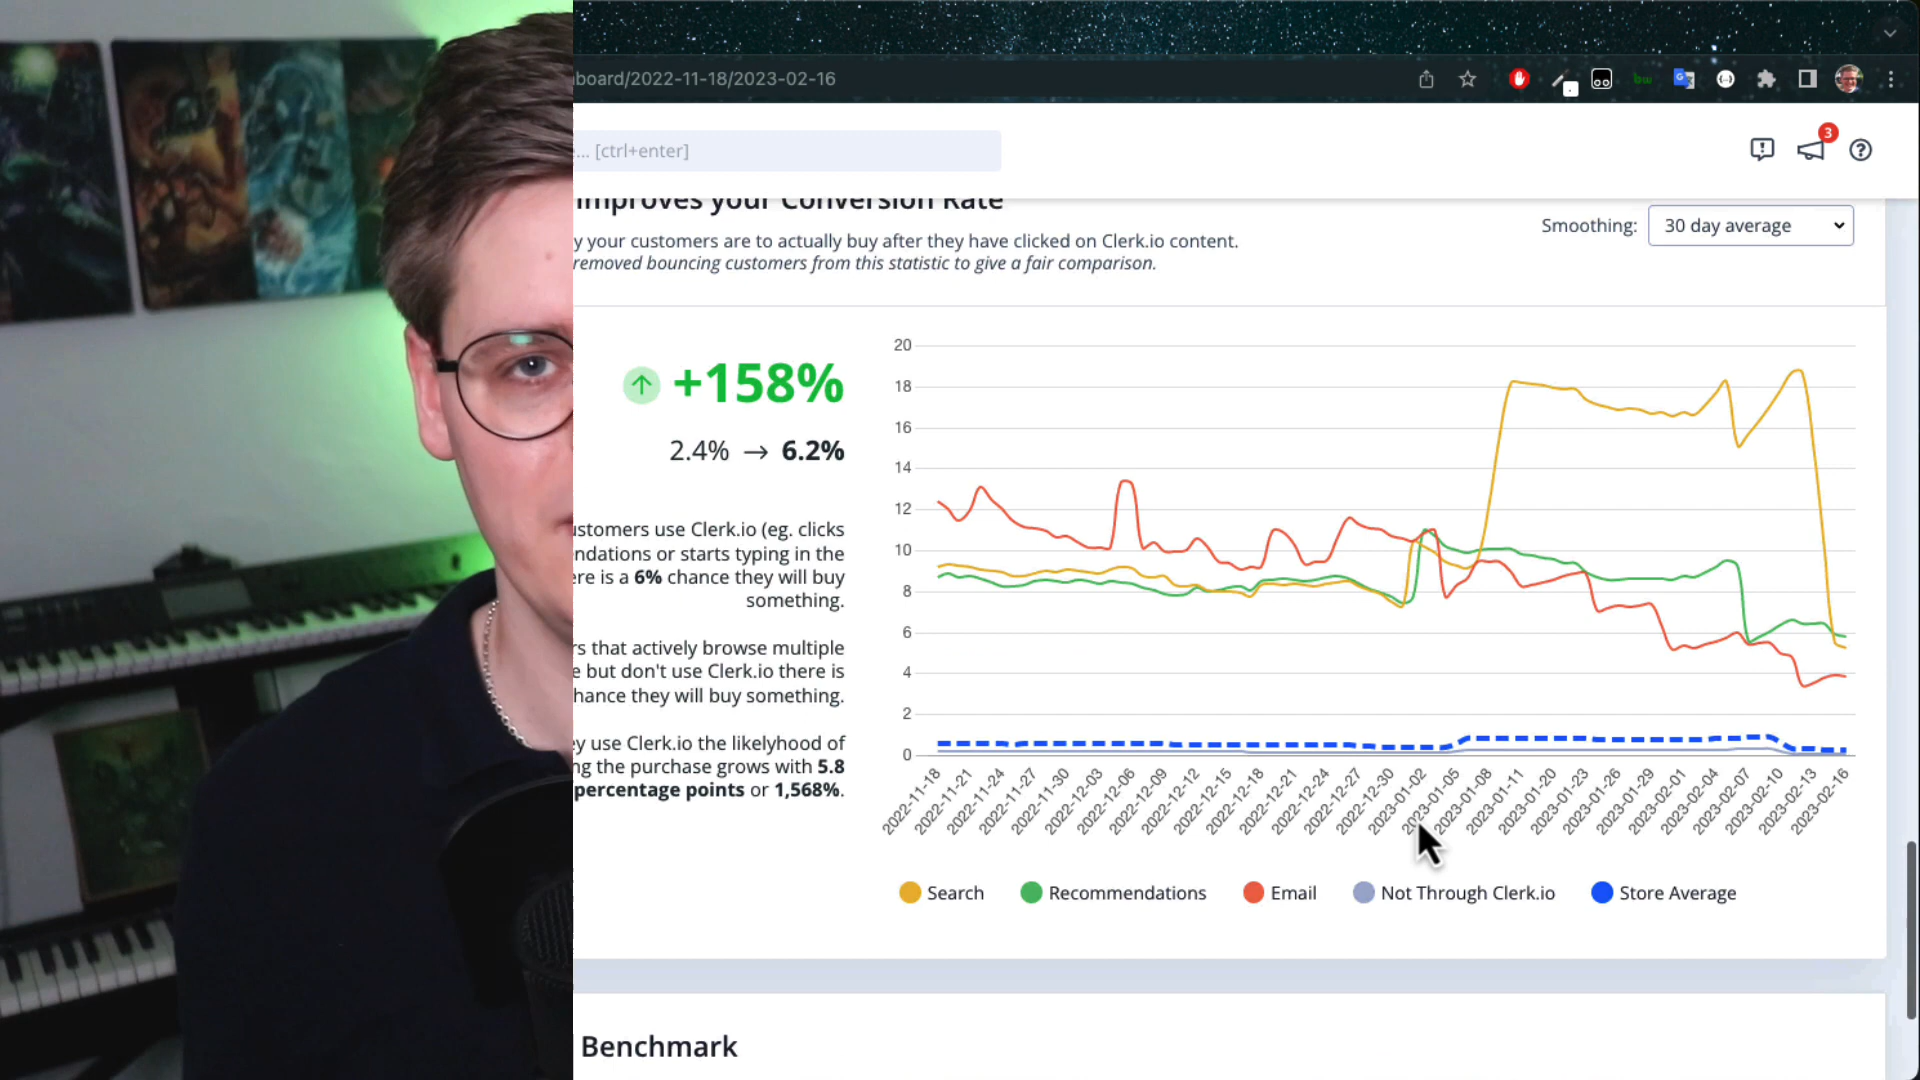 board/2022-11-18/2023-02-16
... [ctrl+enter]
3
improves your Conversion Rate
y your customers are to actually buy after they have clicked on Clerk.io content.
removed bouncing customers from this statistic to give a fair comparison.
Smoothing: 30 day average
+158%
2.4% → 6.2%
ustomers use Clerk.io (eg. clicks
ndations or starts typing in the
ere is a 6% chance they will buy
something.
rs that actively browse multiple
e but don't use Clerk.io there is
hance they will buy something.
ey use Clerk.io the likelyhood of
ng the purchase grows with 5.8
percentage points or 1,568%.
20
18
16
14
12
10
8
6
4
2
0
2022-11-18
2022-11-21
2022-11-24
2022-11-27
2022-11-30
2022-12-03
2022-12-06
2022-12-09
2022-12-12
2022-12-15
2022-12-18
2022-12-21
2022-12-24
2022-12-27
2022-12-30
2023-01-02
2023-01-05
2023-01-08
2023-01-11
2023-01-20
2023-01-23
2023-01-26
2023-01-29
2023-02-01
2023-02-04
2023-02-07
2023-02-10
2023-02-13
2023-02-16
Search
Recommendations
Email
Not Through Clerk.io
Store Average
Benchmark